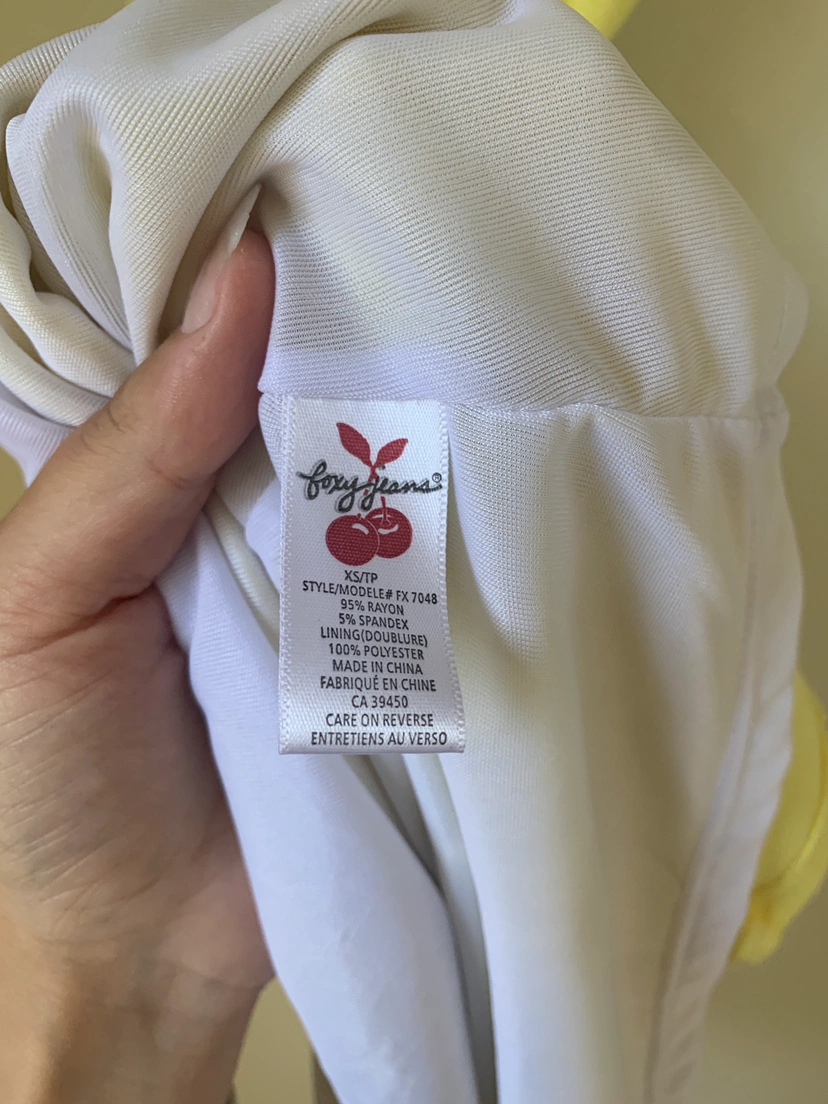 foxy jeans®
XS/TP
STYLE/MODELE# FX 7048
95% RAYON
5% SPANDEX
LINING(DOUBLURE)
100% POLYESTER
MADE IN CHINA
FABRIQUÉ EN CHINE
CA 39450
CARE ON REVERSE
ENTRETIENS AU VERSO